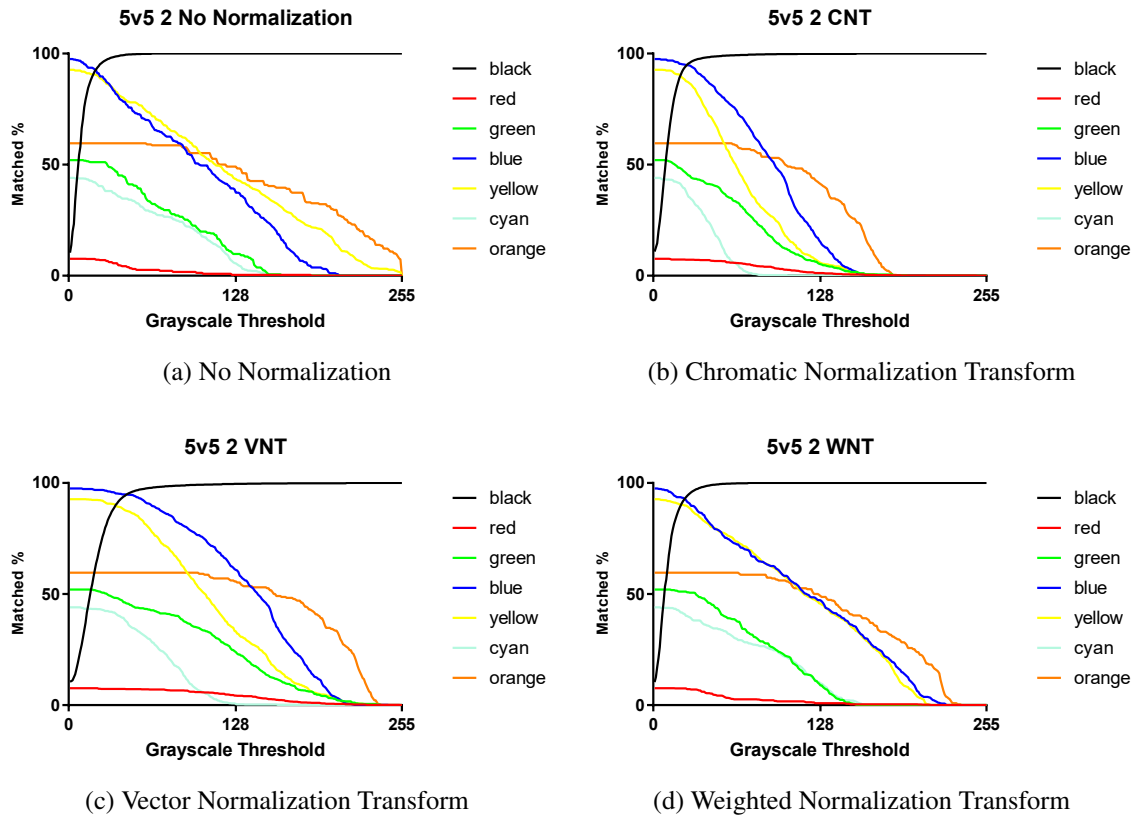 5v5 2 No Normalization
Matched %
100
50
0
0
128
255
Grayscale Threshold
black
red
green
blue
yellow
cyan
orange
(a) No Normalization
5v5 2 CNT
Matched %
100
50
0
0
128
255
Grayscale Threshold
black
red
green
blue
yellow
cyan
orange
(b) Chromatic Normalization Transform
5v5 2 VNT
Matched %
100
50
0
0
128
255
Grayscale Threshold
black
red
green
blue
yellow
cyan
orange
(c) Vector Normalization Transform
5v5 2 WNT
Matched %
100
50
0
0
128
255
Grayscale Threshold
black
red
green
blue
yellow
cyan
orange
(d) Weighted Normalization Transform